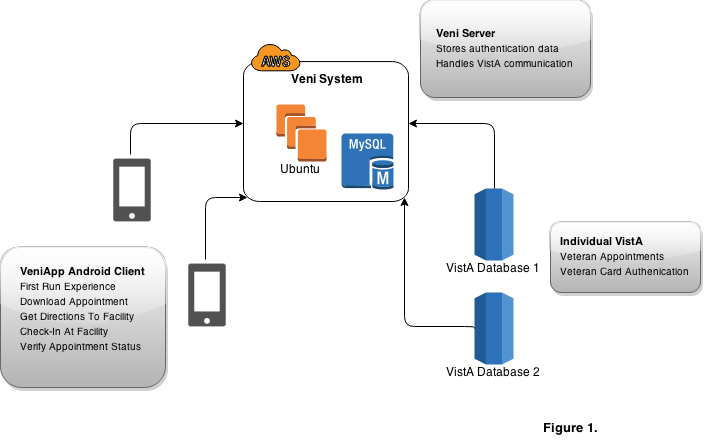 Veni Server
Stores authentication data
Handles VistA communication
AWS
Veni System
MySQL
M
Ubuntu
VistA Database 1
Individual VistA
Veteran Appointments
Veteran Card Authenication
VeniApp Android Client
First Run Experience
Download Appointment
Get Directions To Facility
Check-In At Facility
Verify Appointment Status
VistA Database 2
Figure 1.